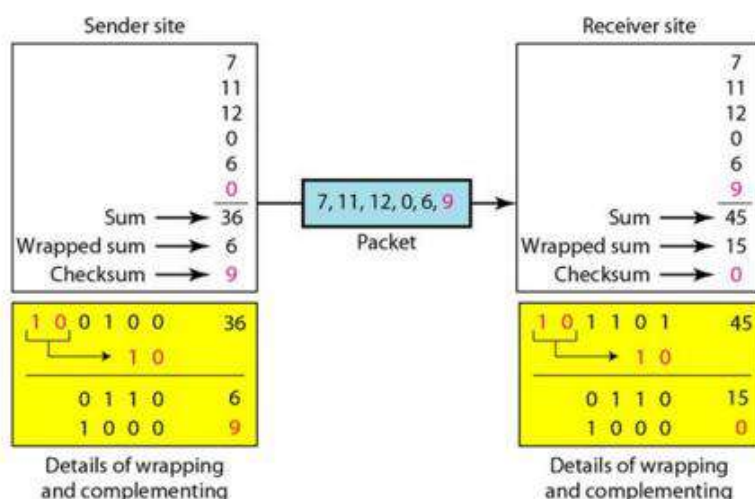 Sender site
7
11
12
0
6
0
Sum 36
Wrapped sum 6
Checksum 9
1 0 0 1 0 0 36
1 0
0 1 1 0 6
1 0 0 0 9
Details of wrapping
and complementing
7, 11, 12, 0, 6, 9
Packet
Receiver site
7
11
12
0
6
9
Sum 45
Wrapped sum 15
Checksum 0
1 0 1 1 0 1 45
1 0
0 1 1 0 15
1 0 0 0 0
Details of wrapping
and complementing